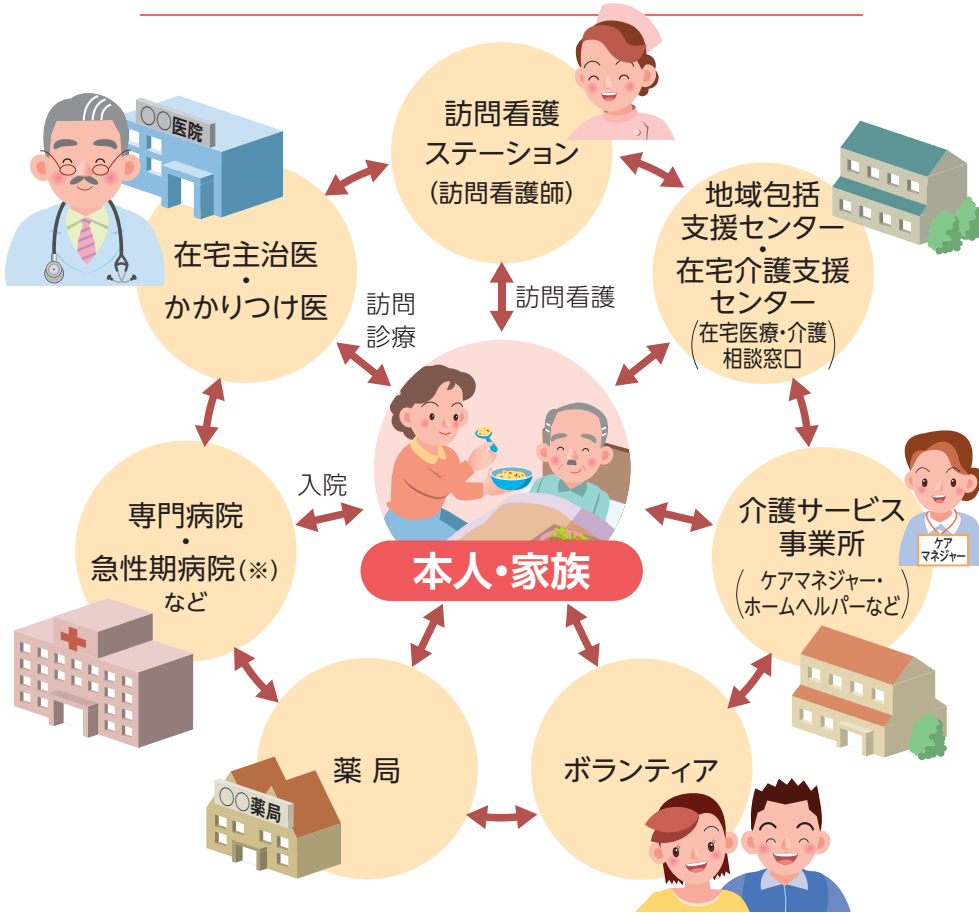 訪問看護
ステーション
(訪問看護師)
○○医院
在宅主治医
・
かかりつけ医
地域包括
支援センター
・
在宅介護支援
センター
(在宅医療・介護
相談窓口)
訪問
診療
訪問看護
入院
専門病院
・
急性期病院(※)
など
本人・家族
介護サービス
事業所
(ケアマネジャー・
ホームヘルパーなど)
ケア
マネジャー
薬 局
○○薬局
ボランティア